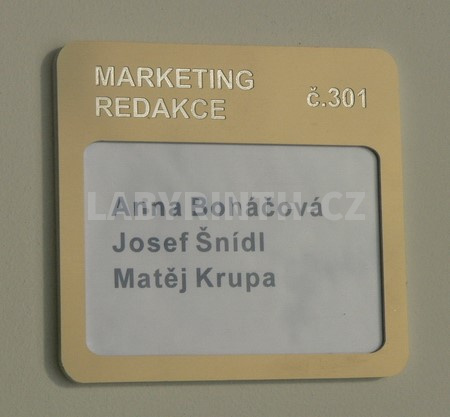 MARKETING
REDAKCE č.301
LABYRINTH.CZ
Anna Boháčová
Josef Šnídl
Matěj Krupa